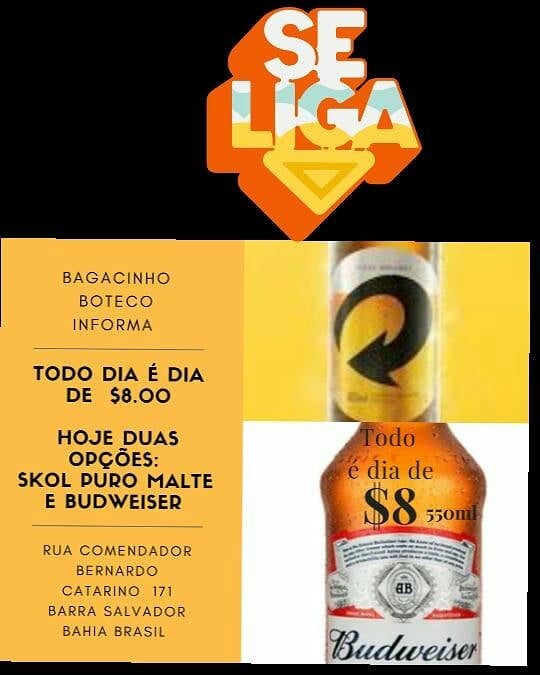 SE
LIGA
BAGACINHO
BOTECO
INFORMA
TODO DIA É DIA
DE $8.00
HOJE DUAS
OPÇÕES:
SKOL PURO MALTE
E BUDWEISER
RUA COMENDADOR
BERNARDO
CATARINO 171
BARRA SALVADOR
BAHIA BRASIL
Todo
é dia de
$8 550ml
Budweiser